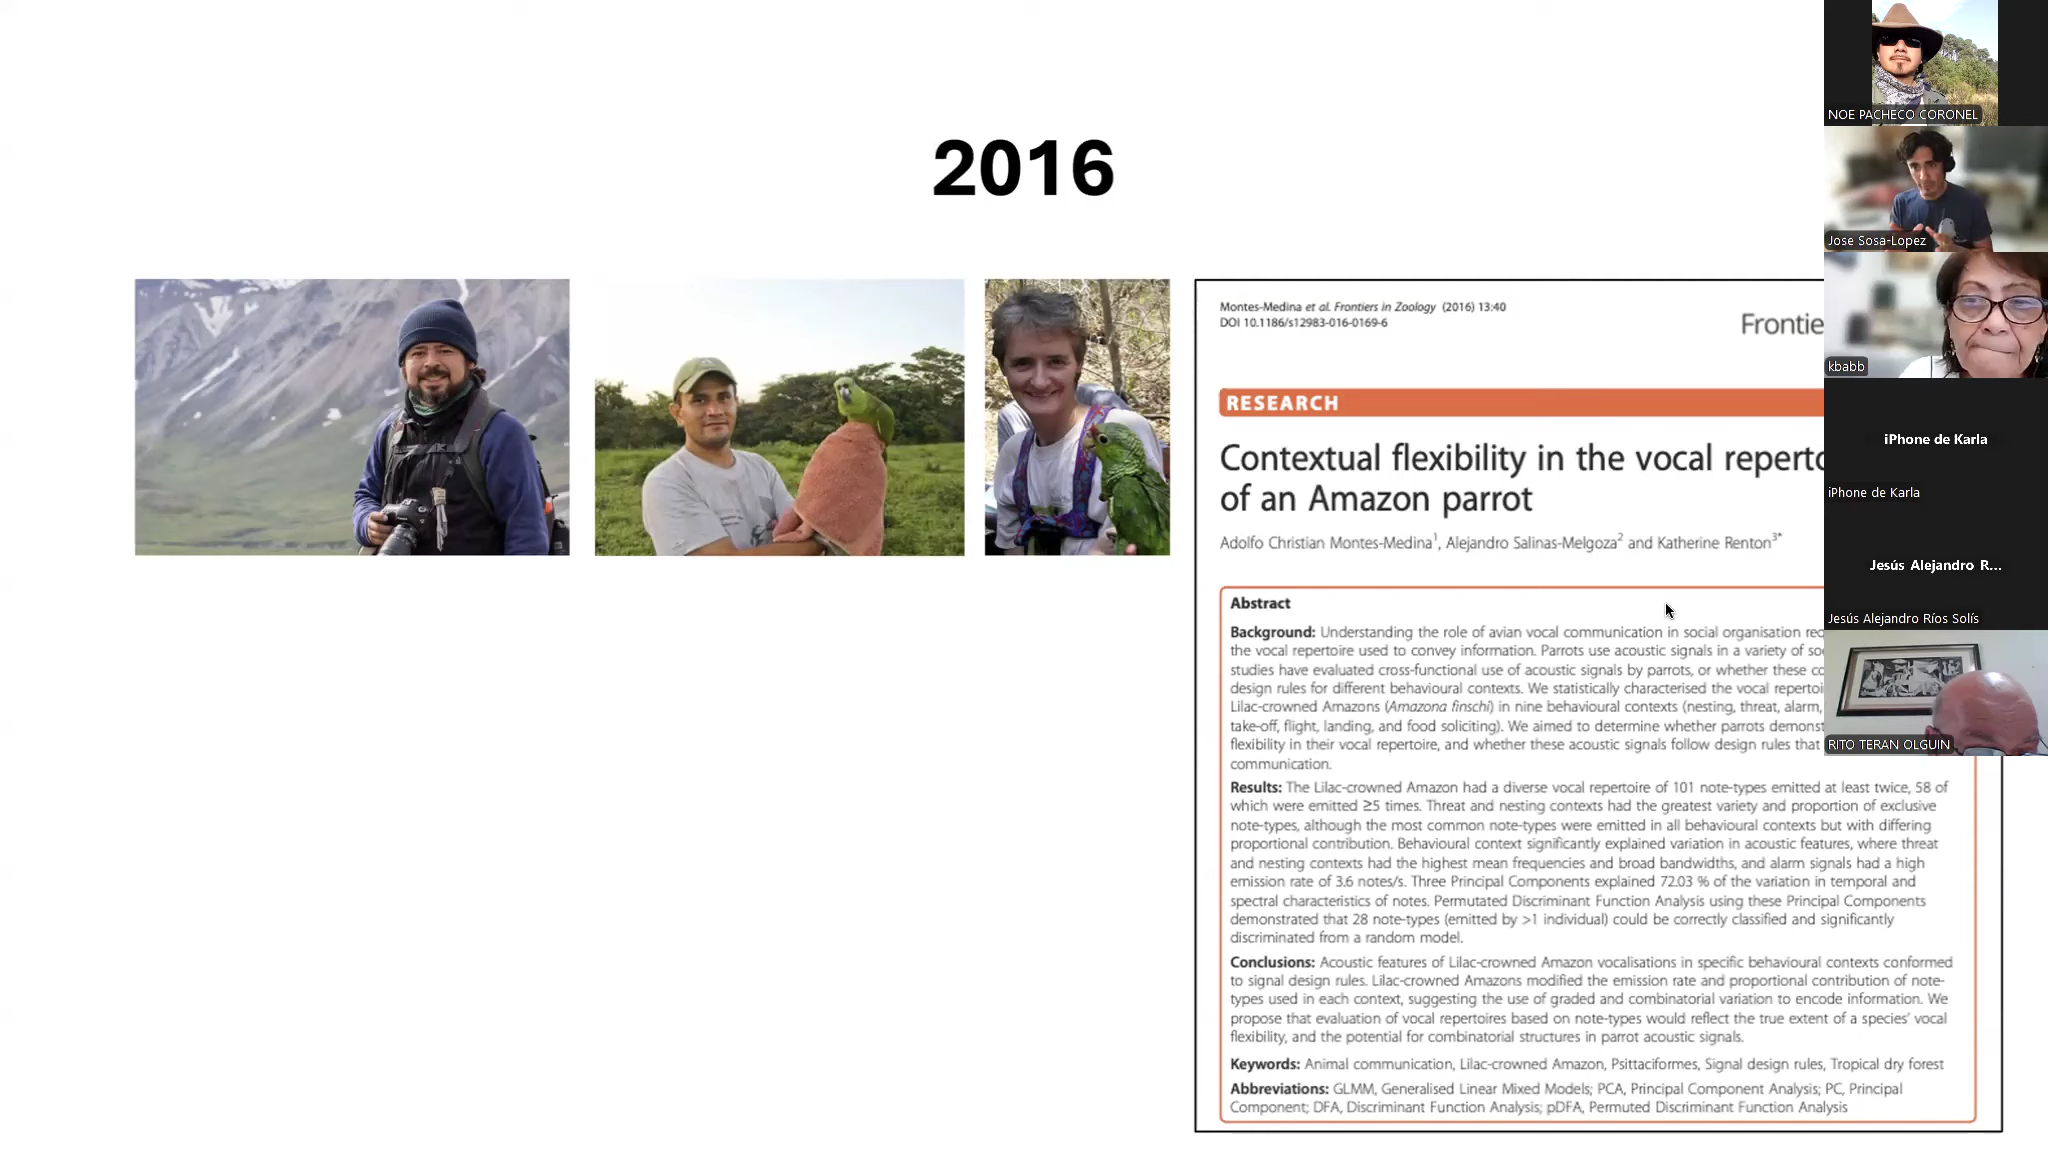 2016
Montes-Medina et al. Frontiers in Zoology (2016) 13:40
DOI 10.1186/s12983-016-0169-6
RESEARCH
Contextual flexibility in the vocal
of an Amazon parrot
Adolfo Christian Montes-Medina1, Alejandro Salinas-Melgoza2 and Katherine Renton3*
Abstract
Background: Understanding the role of avian vocal communication in social organisation
the vocal repertoire used to convey information. Parrots use acoustic signals in a variety of
studies have evaluated cross-functional use of acoustic signals by parrots, or whether these
design rules for different behavioural contexts. We statistically characterised the vocal
Lilac-crowned Amazons (Amazona finschi) in nine behavioural contexts (nesting, threat, alarm,
take-off, flight, landing, and food soliciting). We aimed to determine whether parrots
flexibility in their vocal repertoire, and whether these acoustic signals follow design rules that
communication.
Results: The Lilac-crowned Amazon had a diverse vocal repertoire of 101 note-types emitted at least twice, 58 of
which were emitted ≥5 times. Threat and nesting contexts had the greatest variety and proportion of exclusive
note-types, although the most common note-types were emitted in all behavioural contexts but with differing
proportional contribution. Behavioural context significantly explained variation in acoustic features, where threat
and nesting contexts had the highest mean frequencies and broad bandwidths, and alarm signals had a high
emission rate of 3.6 notes/s. Three Principal Components explained 72.03 % of the variation in temporal and
spectral characteristics of notes. Permutated Discriminant Function Analysis using these Principal Components
demonstrated that 28 note-types (emitted by >1 individual) could be correctly classified and significantly
discriminated from a random model.
Conclusions: Acoustic features of Lilac-crowned Amazon vocalisations in specific behavioural contexts conformed
to signal design rules. Lilac-crowned Amazons modified the emission rate and proportional contribution of note-
types used in each context, suggesting the use of graded and combinatorial variation to encode information. We
propose that evaluation of vocal repertoires based on note-types would reflect the true extent of a species' vocal
flexibility, and the potential for combinatorial structures in parrot acoustic signals.
Keywords: Animal communication, Lilac-crowned Amazon, Psittaciformes, Signal design rules, Tropical dry forest
Abbreviations: GLMM, Generalised Linear Mixed Models; PCA, Principal Component Analysis; PC, Principal
Component; DFA, Discriminant Function Analysis; pDFA, Permuted Discriminant Function Analysis
NOE PACHECO CORONEL
Jose Sosa-Lopez
kbabb
iPhone de Karla
iPhone de Karla
Jesús Alejandro R...
Jesús Alejandro Ríos Solís
RITO TERAN OLGUIN